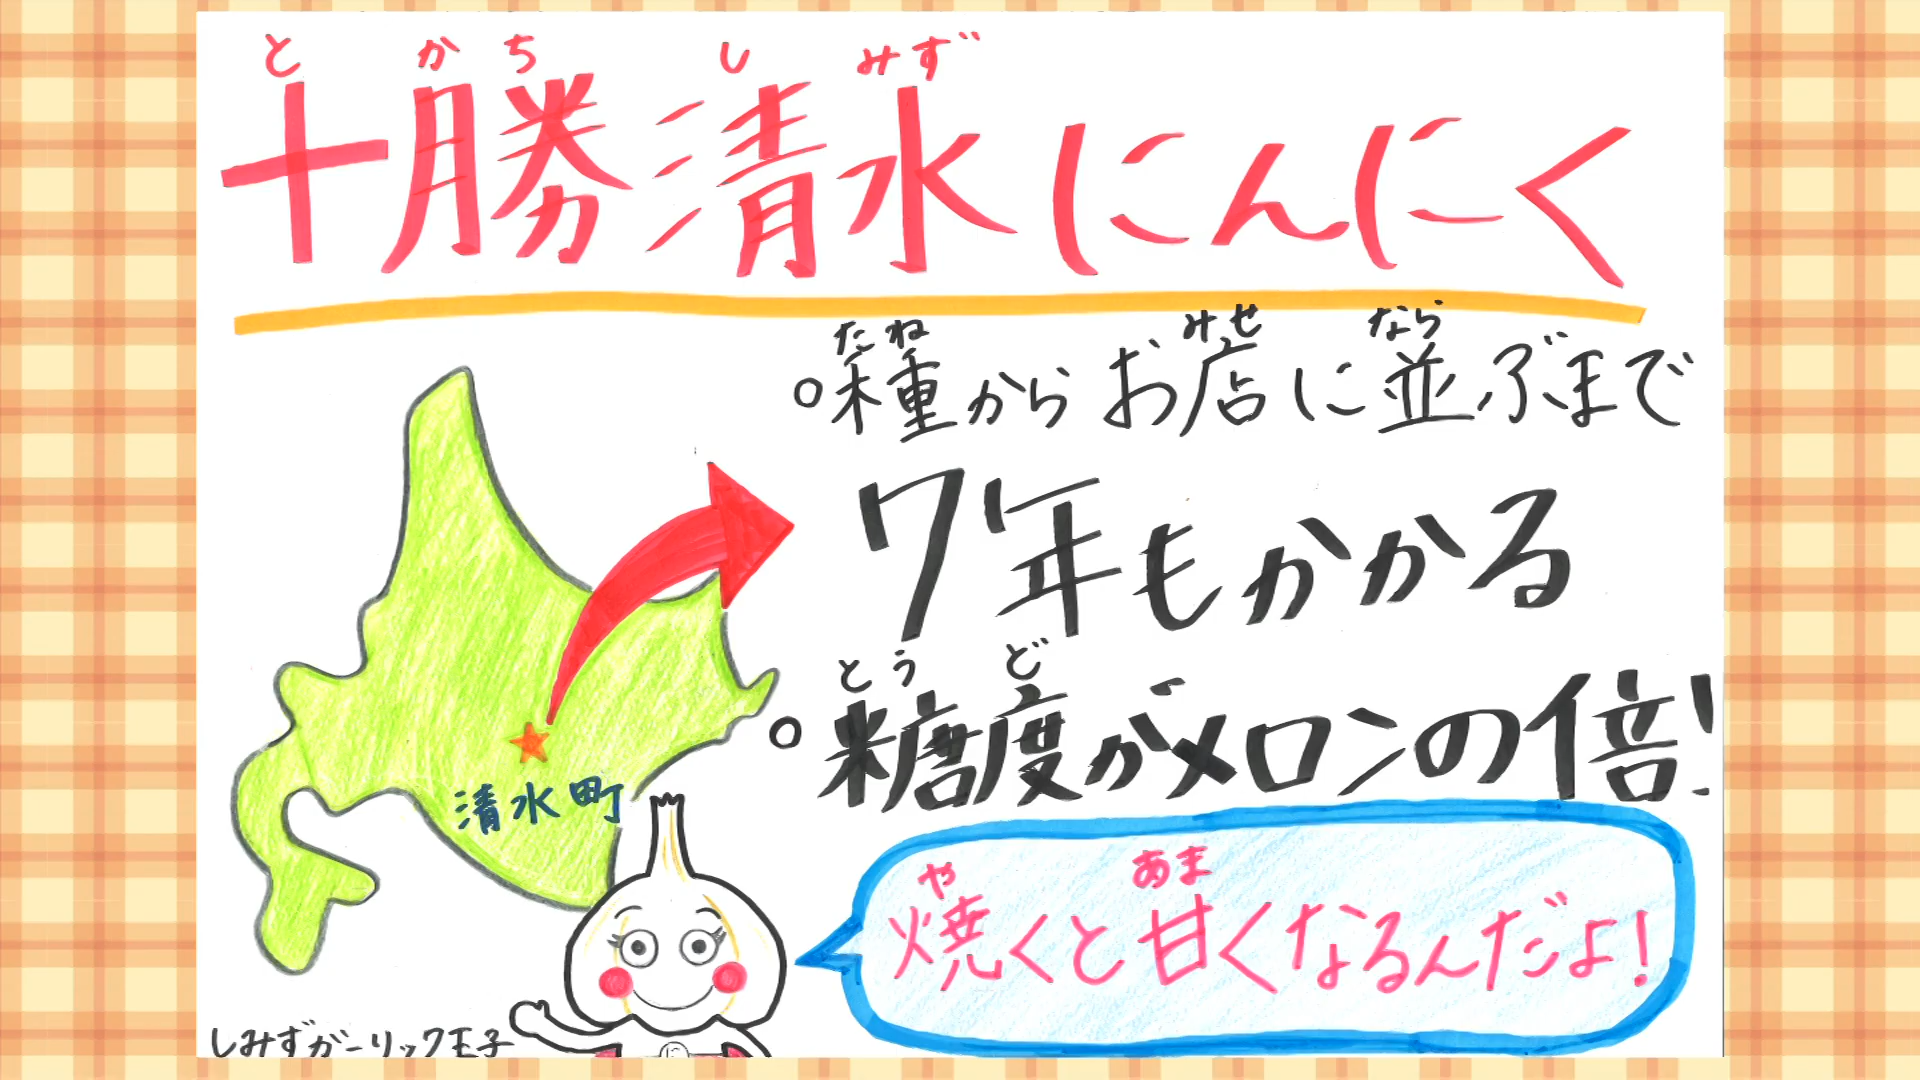 と か ち し みず
十勝清水にんにく
たね みせ なら
○種からお店に並ぶまで
7年もかかる
とう ど
○糖度がメロンの倍!
清水町
や あま
焼くと甘くなるんだよ!
しみずガーリック王子
に